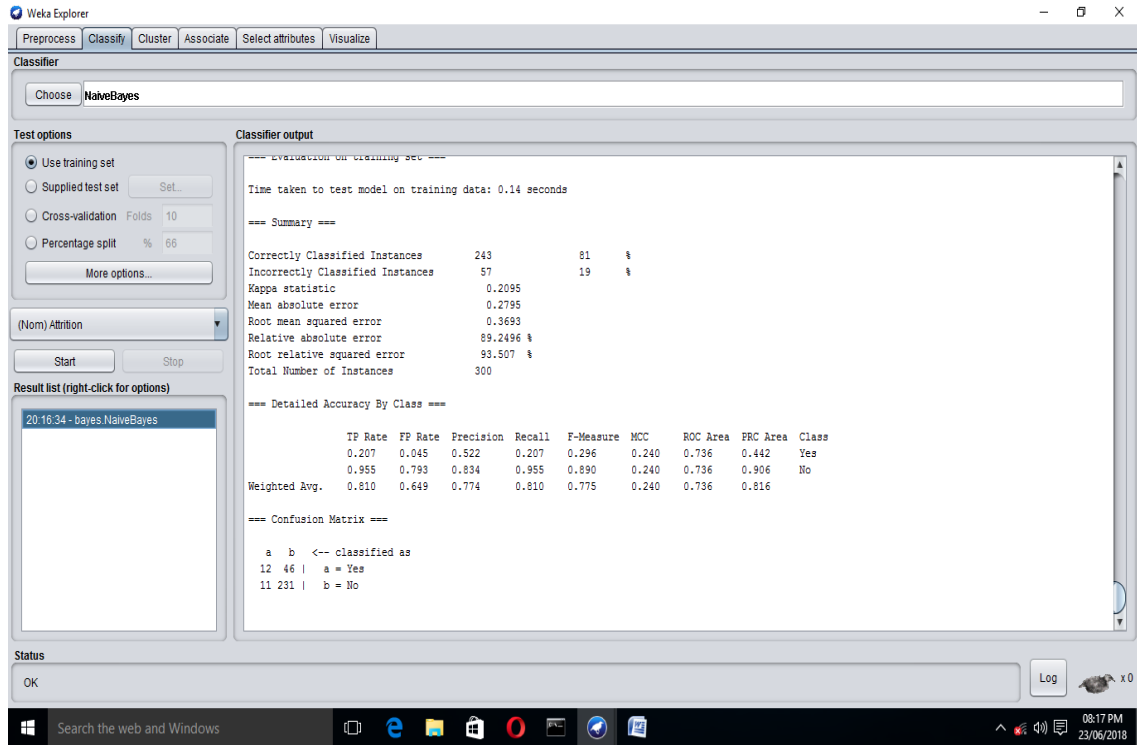 Weka Explorer
Preprocess Classify Cluster Associate Select attributes Visualize
Classifier
Choose NaiveBayes
Test options
Use training set
Supplied test set Set...
Cross-validation Folds 10
Percentage split % 66
More options...
(Nom) Attrition
Start Stop
Result list (right-click for options)
20:16:34 - bayes.NaiveBayes
Classifier output
=== Evaluation on training set ===
Time taken to test model on training data: 0.14 seconds
=== Summary ===
Correctly Classified Instances 243 81 %
Incorrectly Classified Instances 57 19 %
Kappa statistic 0.2095
Mean absolute error 0.2795
Root mean squared error 0.3693
Relative absolute error 89.2496 %
Root relative squared error 93.507 %
Total Number of Instances 300
=== Detailed Accuracy By Class ===
TP Rate FP Rate Precision Recall F-Measure MCC ROC Area PRC Area Class
0.207 0.045 0.522 0.207 0.296 0.240 0.736 0.442 Yes
0.955 0.793 0.834 0.955 0.890 0.240 0.736 0.906 No
Weighted Avg. 0.810 0.649 0.774 0.810 0.775 0.240 0.736 0.816
=== Confusion Matrix ===
a b <-- classified as
12 46 | a = Yes
11 231 | b = No
Status
OK
Log
x 0
Search the web and Windows
08:17 PM
23/06/2018